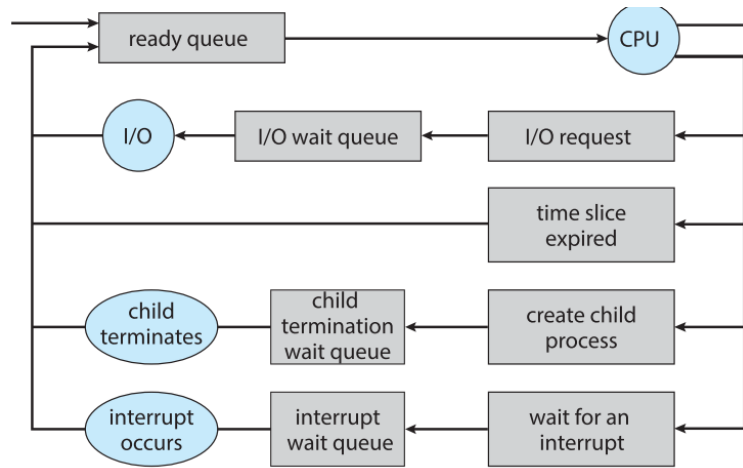 ready queue
CPU
I/O
I/O wait queue
I/O request
time slice
expired
child
terminates
child
termination
wait queue
create child
process
interrupt
occurs
interrupt
wait queue
wait for an
interrupt